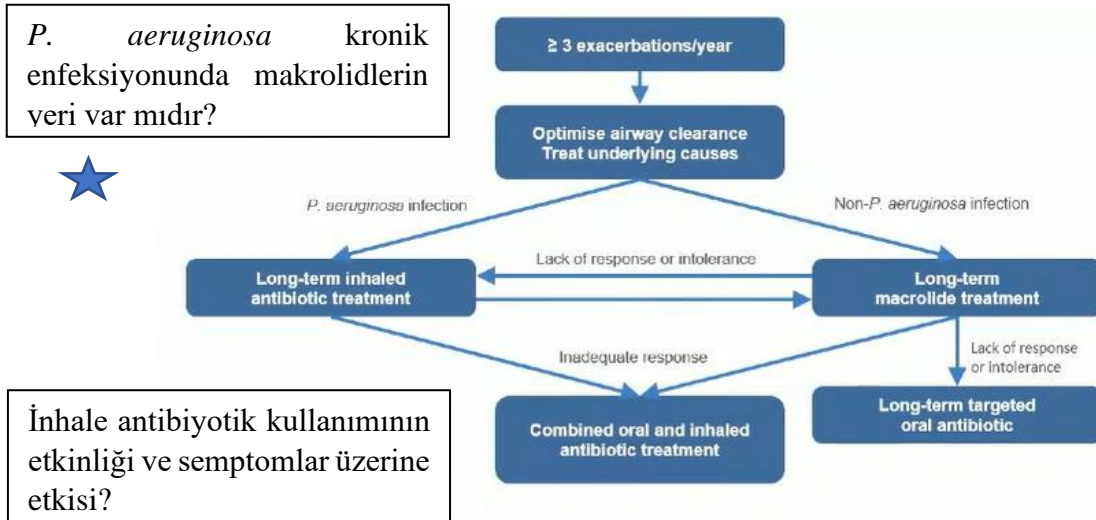 P. aeruginosa kronik
enfeksiyonunda makrolidlerin
yeri var mıdır?
≥ 3 exacerbations/year
Optimise airway clearance
Treat underlying causes
P. aeruginosa infection
Non-P. aeruginosa infection
Lack of response or intolerance
Long-term inhaled
antibiotic treatment
Long-term
macrolide treatment
Inadequate response
Lack of response
or intolerance
İnhale antibiyotik kullanımının
etkinliği ve semptomlar üzerine
etkisi?
Combined oral and inhaled
antibiotic treatment
Long-term targeted
oral antibiotic